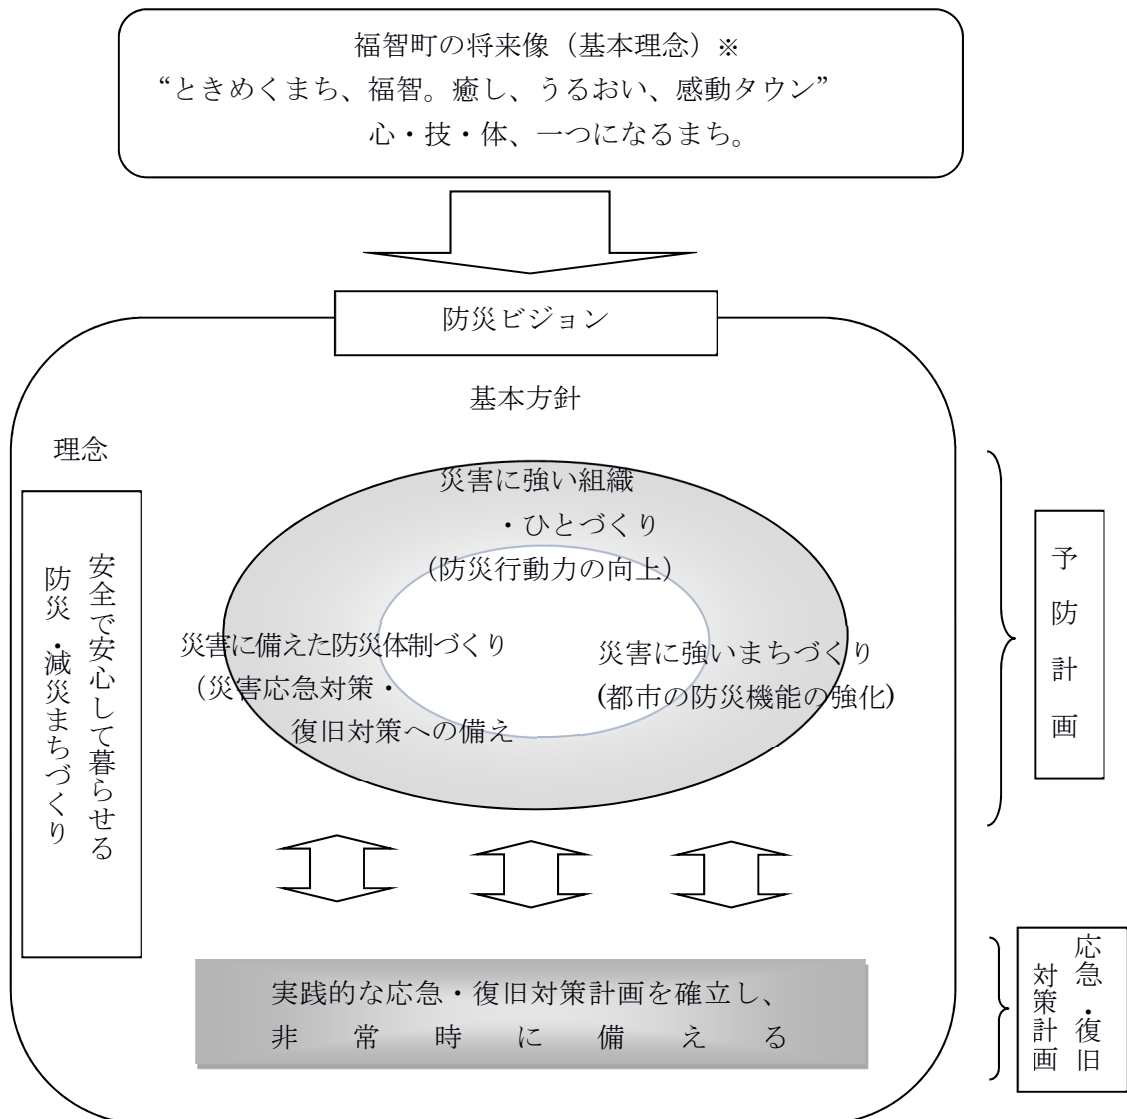 福智町の将来像（基本理念）※
“ときめくまち、福智。癒し、うるおい、感動タウン”
心・技・体、一つになるまち。
防災ビジョン
基本方針
理念
安全で安心して暮らせる
防災・減災まちづくり
災害に強い組織
・ひとづくり
(防災行動力の向上）
災害に備えた防災体制づくり
（災害応急対策・
復旧対策への備え
災害に強いまちづくり
(都市の防災機能の強化)
予防計画
実践的な応急・復旧対策計画を確立し、
非常時に備える
応急・復旧
対策計画